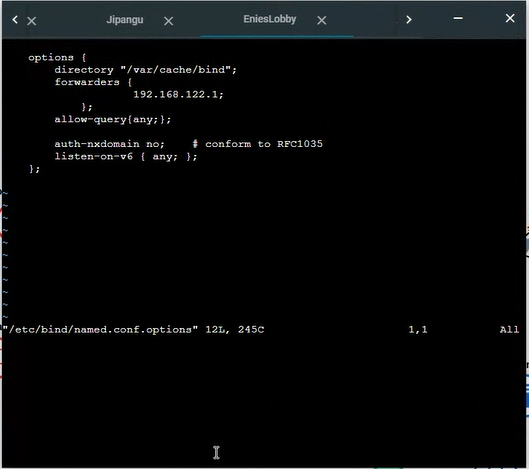 Jipangu
EniesLobby
options {
directory "/var/cache/bind";
forwarders {
192.168.122.1;
};
allow-query{any;};
auth-nxdomain no;    # conform to RFC1035
listen-on-v6 { any; };
};
~
~
~
~
~
~
~
~
~
~
~
"/etc/bind/named.conf.options" 12L, 245C    1,1    All